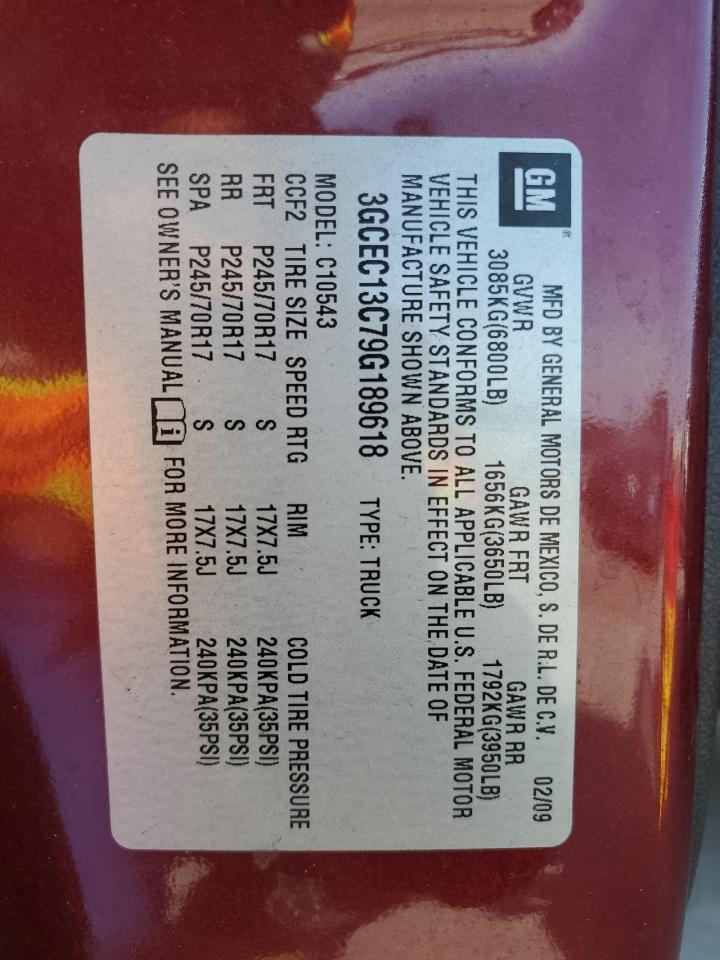 GM®
MFD BY GENERAL MOTORS DE MEXICO, S. DE R.L. DE C.V. 02/09
GVWR GAWR FRT GAWR RR
3085KG(6800LB) 1656KG(3650LB) 1792KG(3950LB)
THIS VEHICLE CONFORMS TO ALL APPLICABLE U.S. FEDERAL MOTOR
VEHICLE SAFETY STANDARDS IN EFFECT ON THE DATE OF
MANUFACTURE SHOWN ABOVE.
3GCEC13C79G189618 TYPE: TRUCK
MODEL: C10543
CCF2 TIRE SIZE SPEED RTG RIM COLD TIRE PRESSURE
FRT P245/70R17 S 17X7.5J 240KPA(35PSI)
RR P245/70R17 S 17X7.5J 240KPA(35PSI)
SPA P245/70R17 S 17X7.5J 240KPA(35PSI)
SEE OWNER'S MANUAL i FOR MORE INFORMATION.